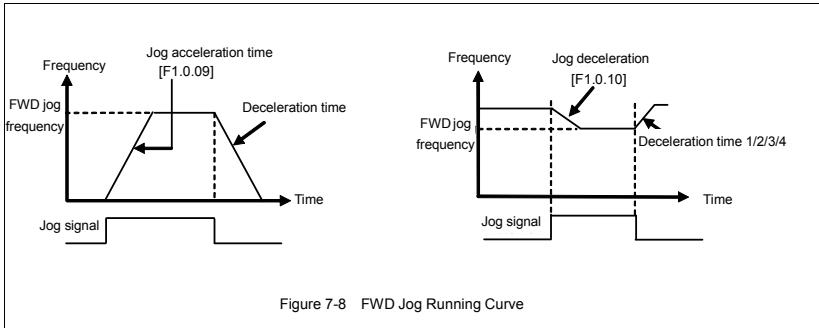 Jog acceleration time
[F1.0.09]
Frequency
FWD jog
frequency
Deceleration time
Time
Jog signal
Jog deceleration
[F1.0.10]
Frequency
FWD jog
frequency
Deceleration time 1/2/3/4
Time
Jog signal
Figure 7-8 FWD Jog Running Curve